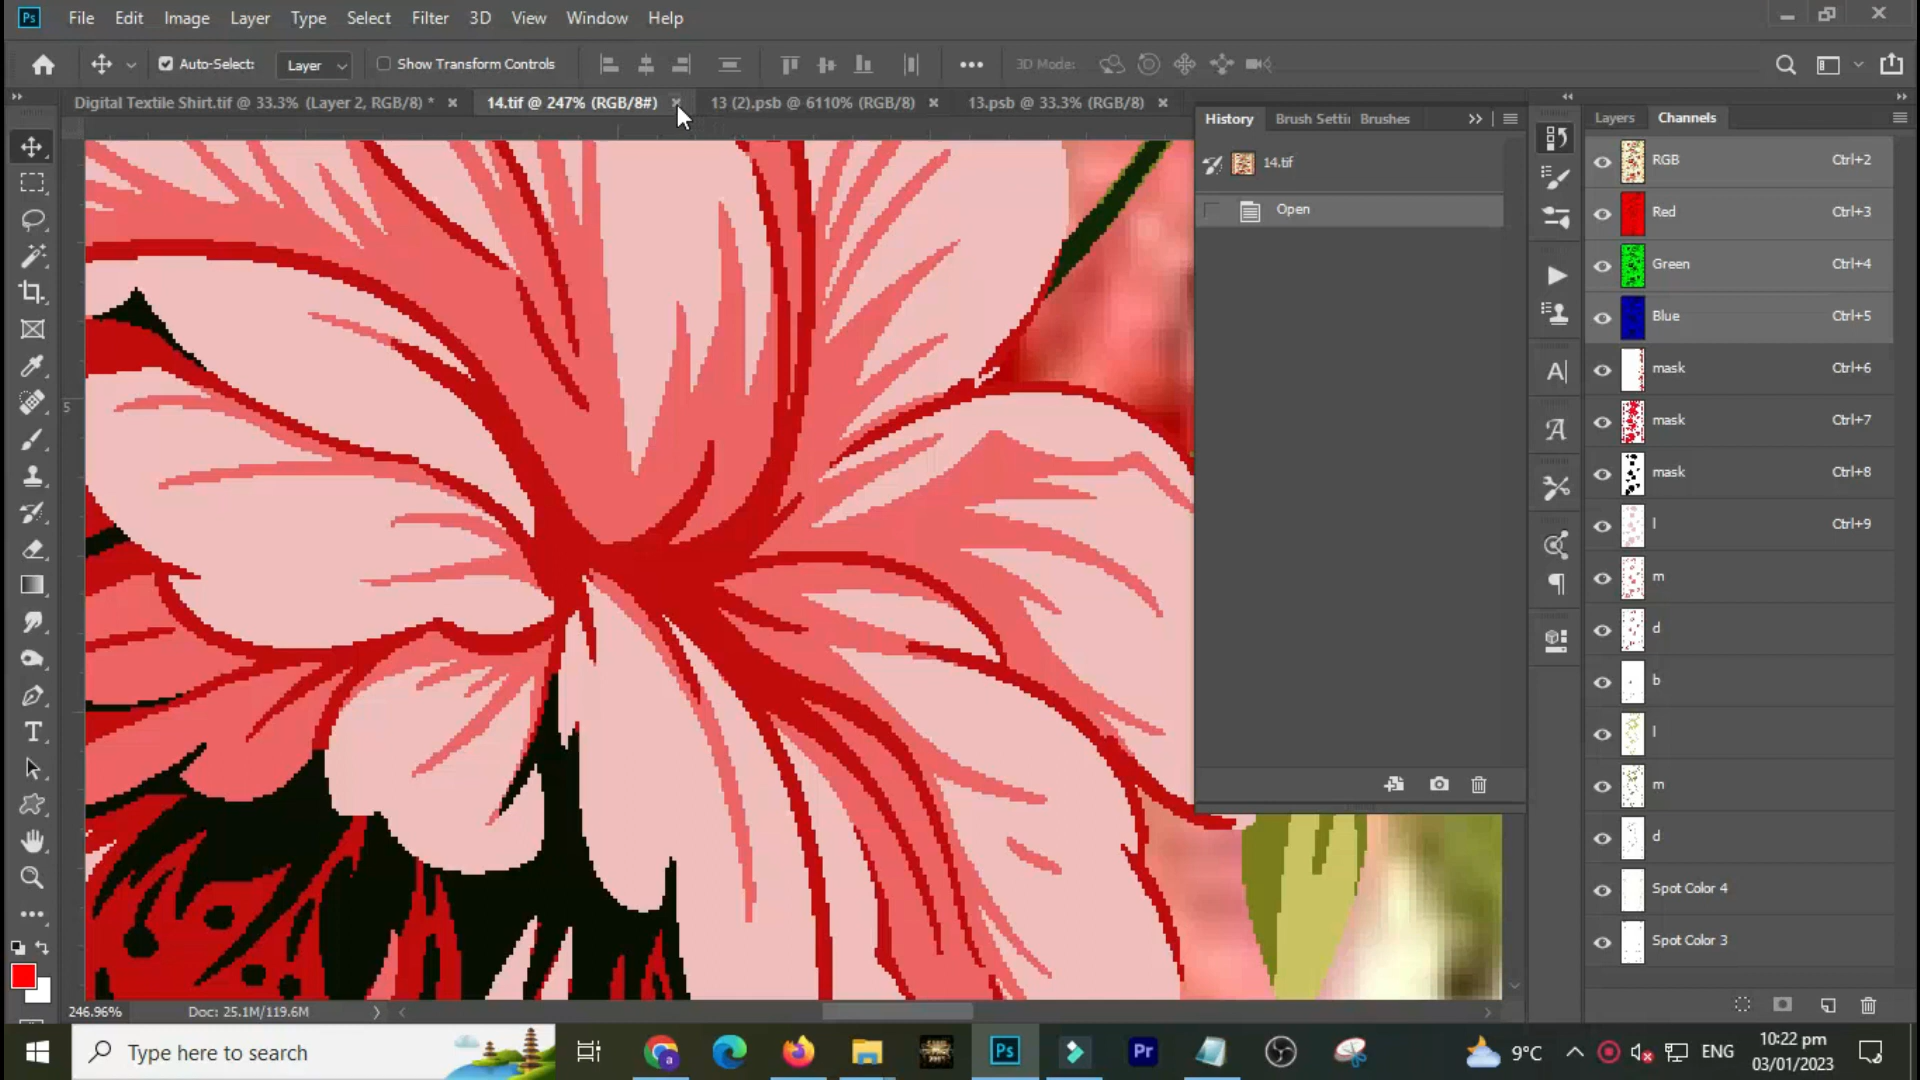 Ps File Edit Image Layer Type Select Filter 3D View Window Help
Auto-Select: Layer Show Transform Controls 3D Mode:
Digital Textile Shirt.tif @ 33.3% (Layer 2, RGB/8) * 14.tif @ 247% (RGB/8#) 13 (2).psb @ 6110% (RGB/8) 13.psb @ 33.3% (RGB/8)
History Brush Setti Brushes
14.tif
Open
Layers Channels
RGB Ctrl+2
Red Ctrl+3
Green Ctrl+4
Blue Ctrl+5
mask Ctrl+6
mask Ctrl+7
mask Ctrl+8
l Ctrl+9
m
d
b
l
m
d
Spot Color 4
Spot Color 3
5
246.96% Doc: 25.1M/119.6M
Type here to search
a
Ps
Pr
9°C
ENG
10:22 pm
03/01/2023